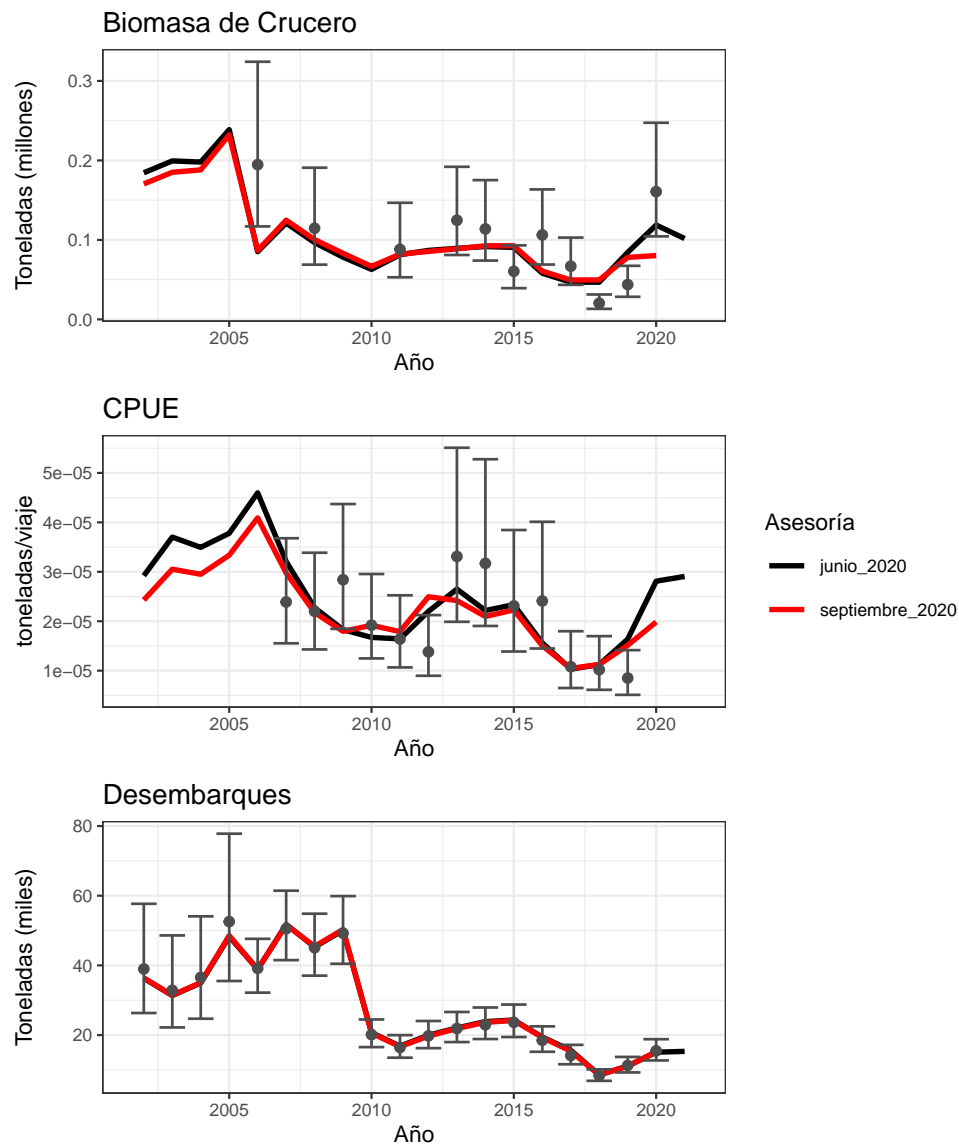 Biomasa de Crucero
Toneladas (millones)
0.3
0.2
0.1
0.0
2005 2010 2015 2020
Año
CPUE
toneladas/viaje
5e−05
4e−05
3e−05
2e−05
1e−05
2005 2010 2015 2020
Año
Asesoría
junio_2020
septiembre_2020
Desembarques
Toneladas (miles)
80
60
40
20
2005 2010 2015 2020
Año